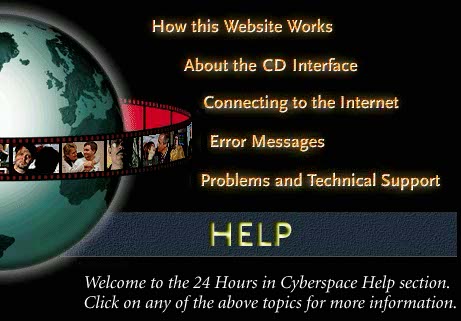 How this Website Works
About the CD Interface
Connecting to the Internet
Error Messages
Problems and Technical Support
HELP
Welcome to the 24 Hours in Cyberspace Help section.
Click on any of the above topics for more information.